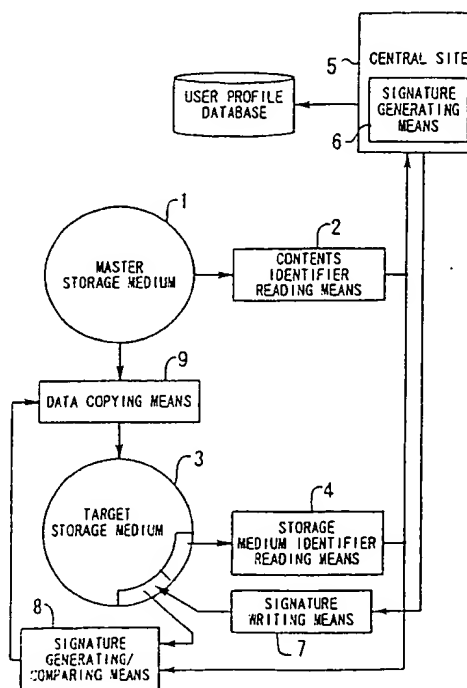 5
CENTRAL SITE
SIGNATURE
GENERATING
MEANS
6
USER PROFILE
DATABASE
1
MASTER
STORAGE MEDIUM
2
CONTENTS
IDENTIFIER
READING MEANS
9
DATA COPYING MEANS
3
TARGET
STORAGE MEDIUM
4
STORAGE
MEDIUM IDENTIFIER
READING MEANS
SIGNATURE
WRITING MEANS
7
8
SIGNATURE
GENERATING/
COMPARING MEANS